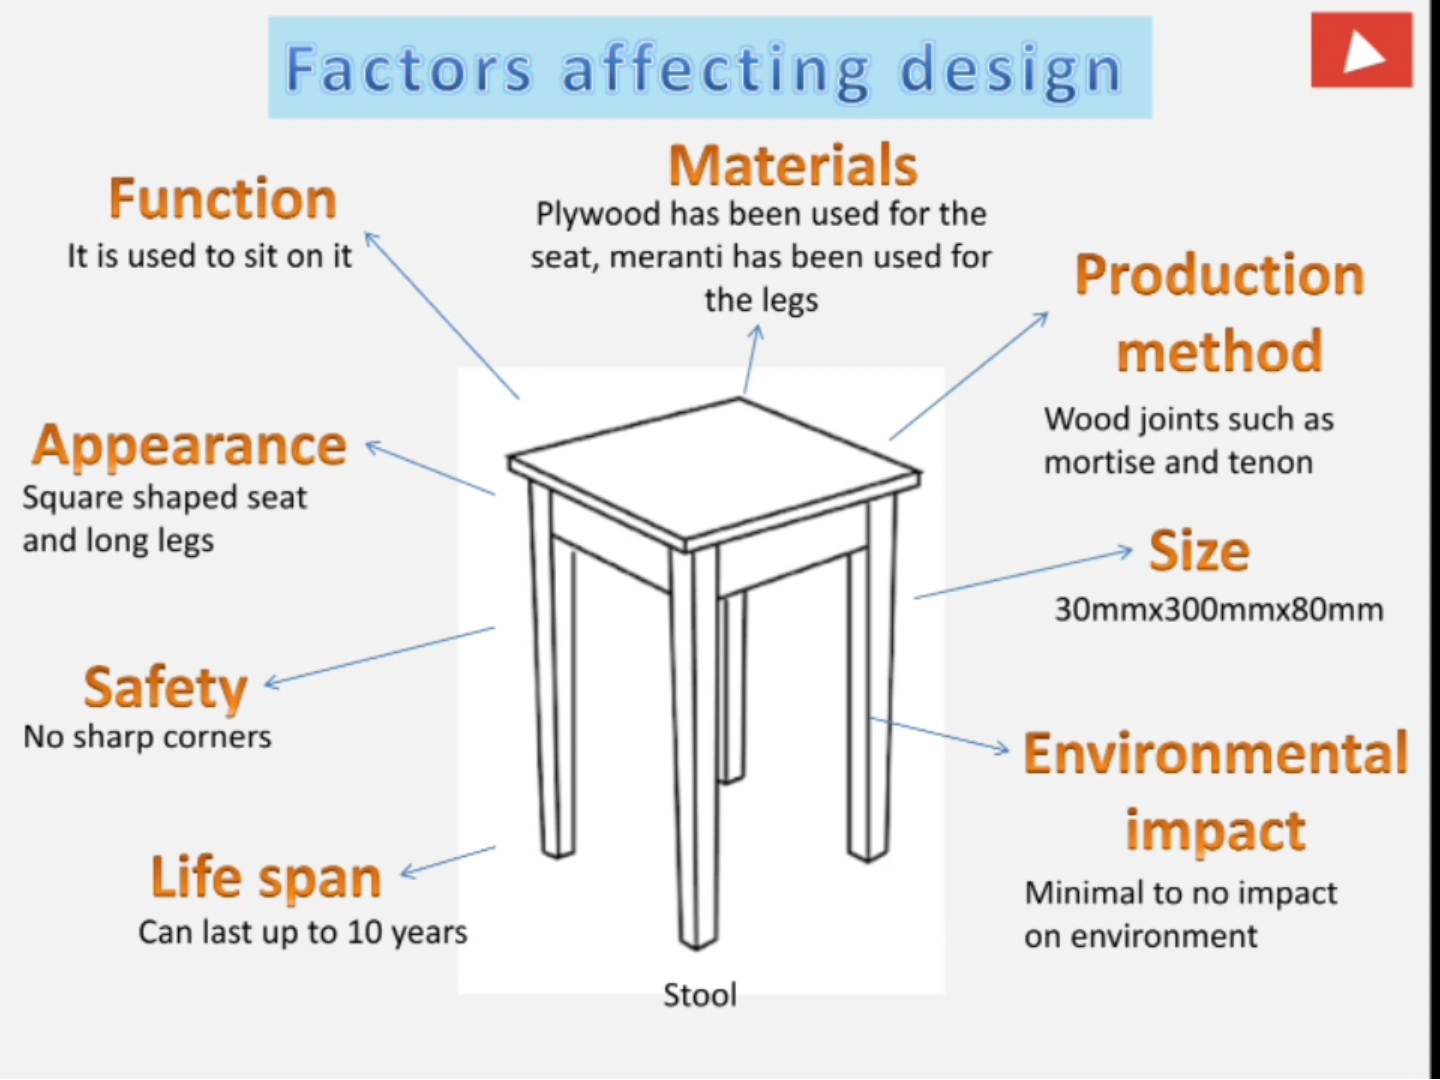 Factors affecting design
Function
It is used to sit on it
Materials
Plywood has been used for the
seat, meranti has been used for
the legs
Production
method
Wood joints such as
mortise and tenon
Appearance
Square shaped seat
and long legs
Size
30mmx300mmx80mm
Safety
No sharp corners
Environmental
impact
Minimal to no impact
on environment
Life span
Can last up to 10 years
Stool